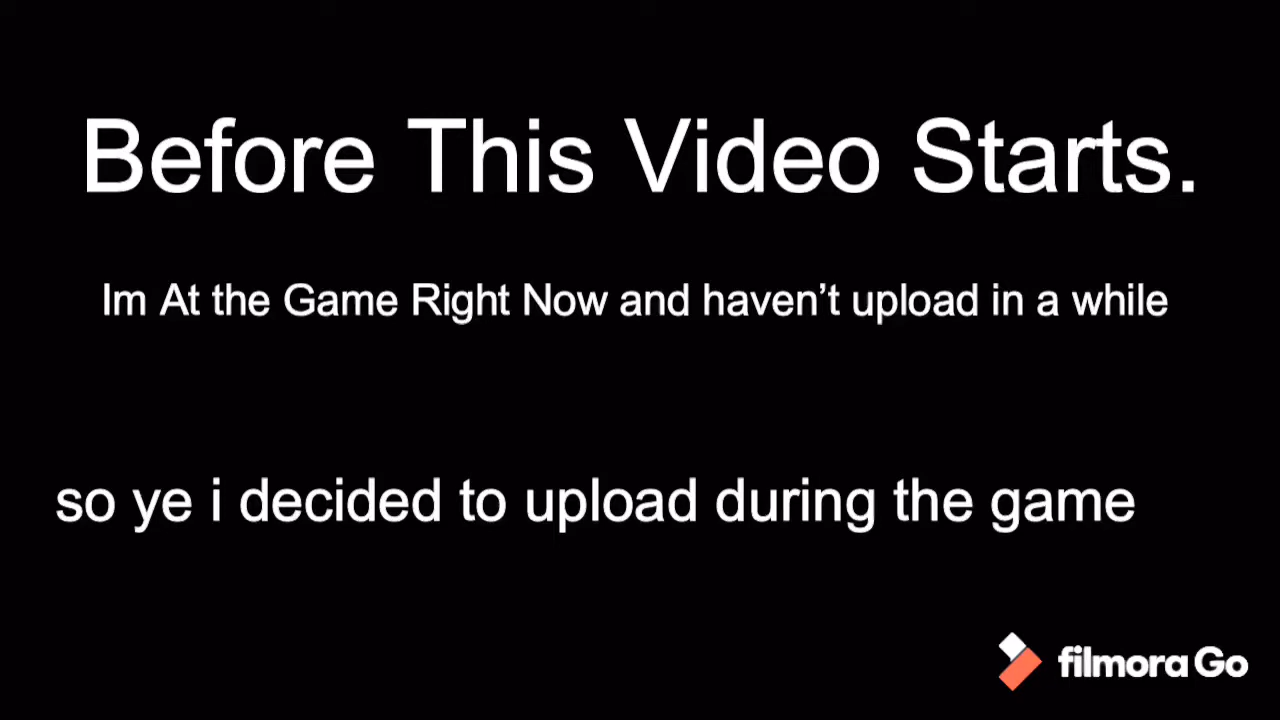 Before This Video Starts.
Im At the Game Right Now and haven’t upload in a while
so ye i decided to upload during the game
filmora Go